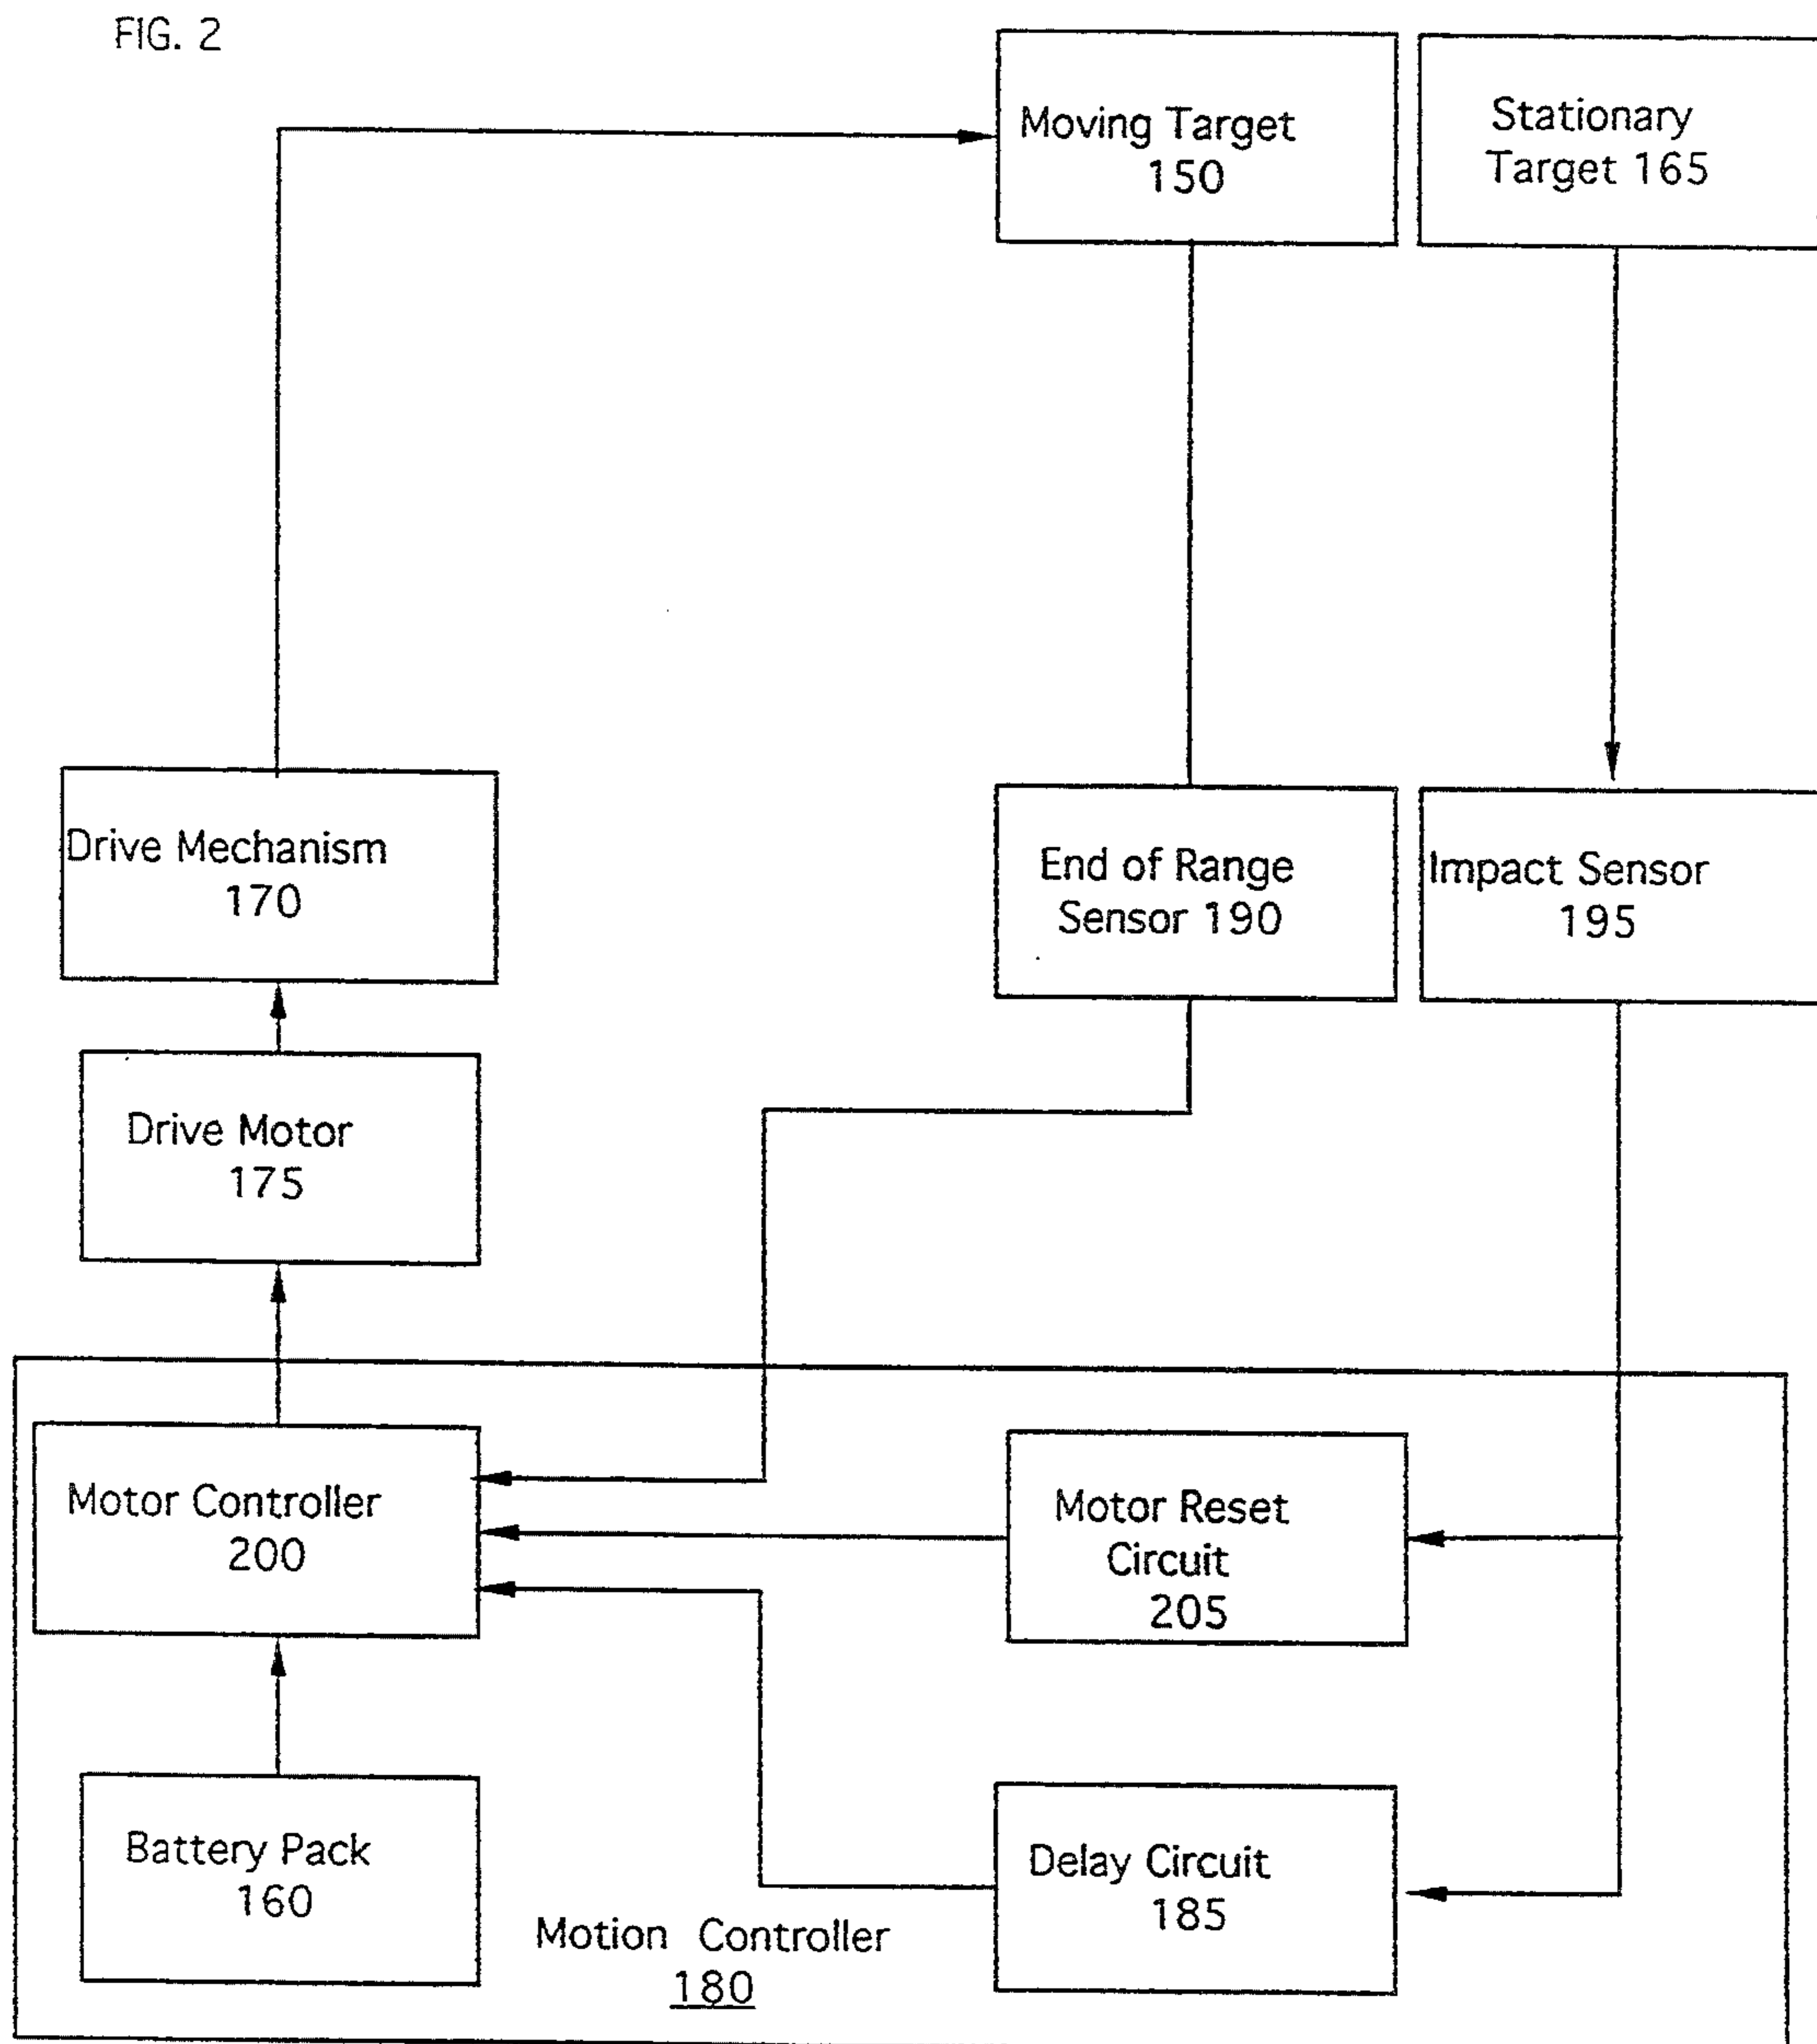 FIG. 2
Moving Target
150
Stationary
Target 165
Drive Mechanism
170
End of Range
Sensor 190
Impact Sensor
195
Drive Motor
175
Motor Controller
200
Motor Reset
Circuit
205
Battery Pack
160
Delay Circuit
185
Motion Controller
180